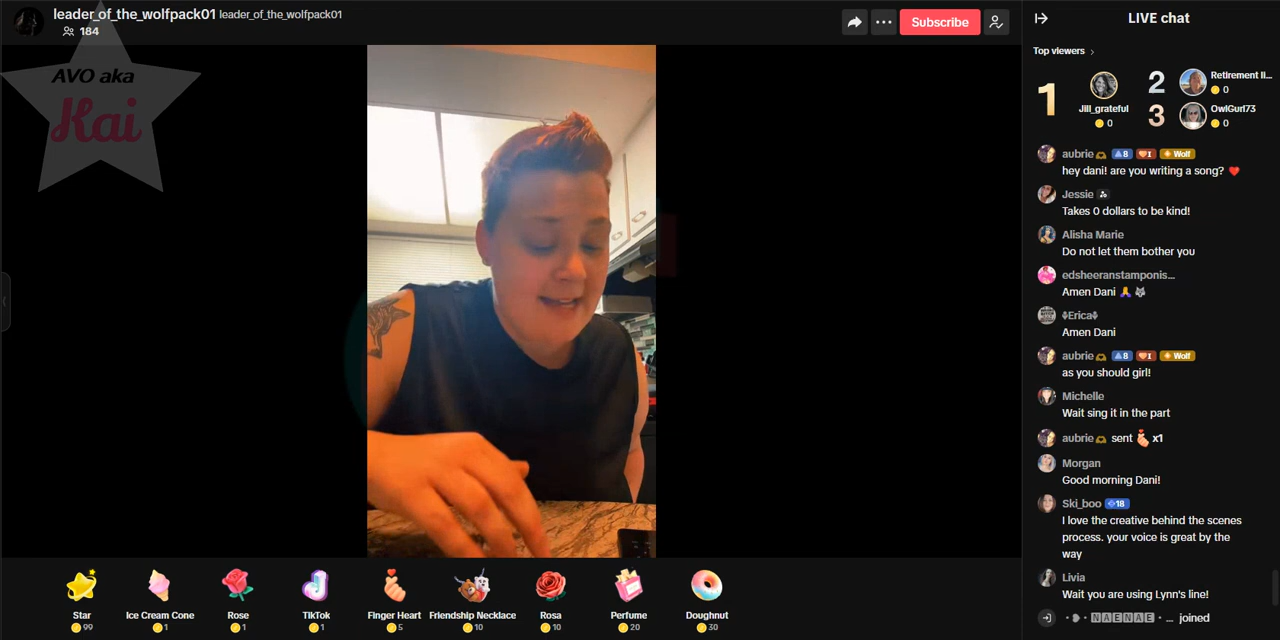 leader_of_the_wolfpack01 leader_of_the_wolfpack01
184
Subscribe
AVO aka
Kai
LIVE chat
Top viewers
1
Jill_grateful
0
2
Retirement li...
0
3
OwlGurl73
0
aubrie 8 I Wolf
hey dani! are you writing a song?
Jessie
Takes 0 dollars to be kind!
Alisha Marie
Do not let them bother you
edsheeranstamponis...
Amen Dani
Erica
Amen Dani
aubrie 8 I Wolf
as you should girl!
Michelle
Wait sing it in the part
aubrie sent x1
Morgan
Good morning Dani!
Ski_boo 18
I love the creative behind the scenes
process. your voice is great by the
way
Livia
Wait you are using Lynn's line!
NAENAE · ... joined
Star
99
Ice Cream Cone
1
Rose
1
TikTok
1
Finger Heart
5
Friendship Necklace
10
Rosa
10
Perfume
20
Doughnut
30